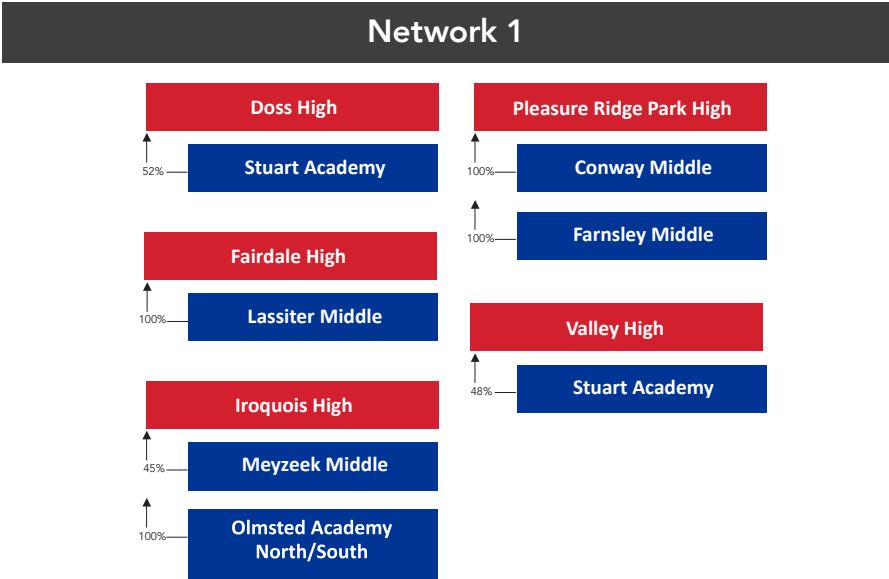 Network 1
Doss High
52%
Stuart Academy
Fairdale High
100%
Lassiter Middle
Iroquois High
45%
Meyzeek Middle
100%
Olmsted Academy
North/South
Pleasure Ridge Park High
100%
Conway Middle
100%
Farnsley Middle
Valley High
48%
Stuart Academy